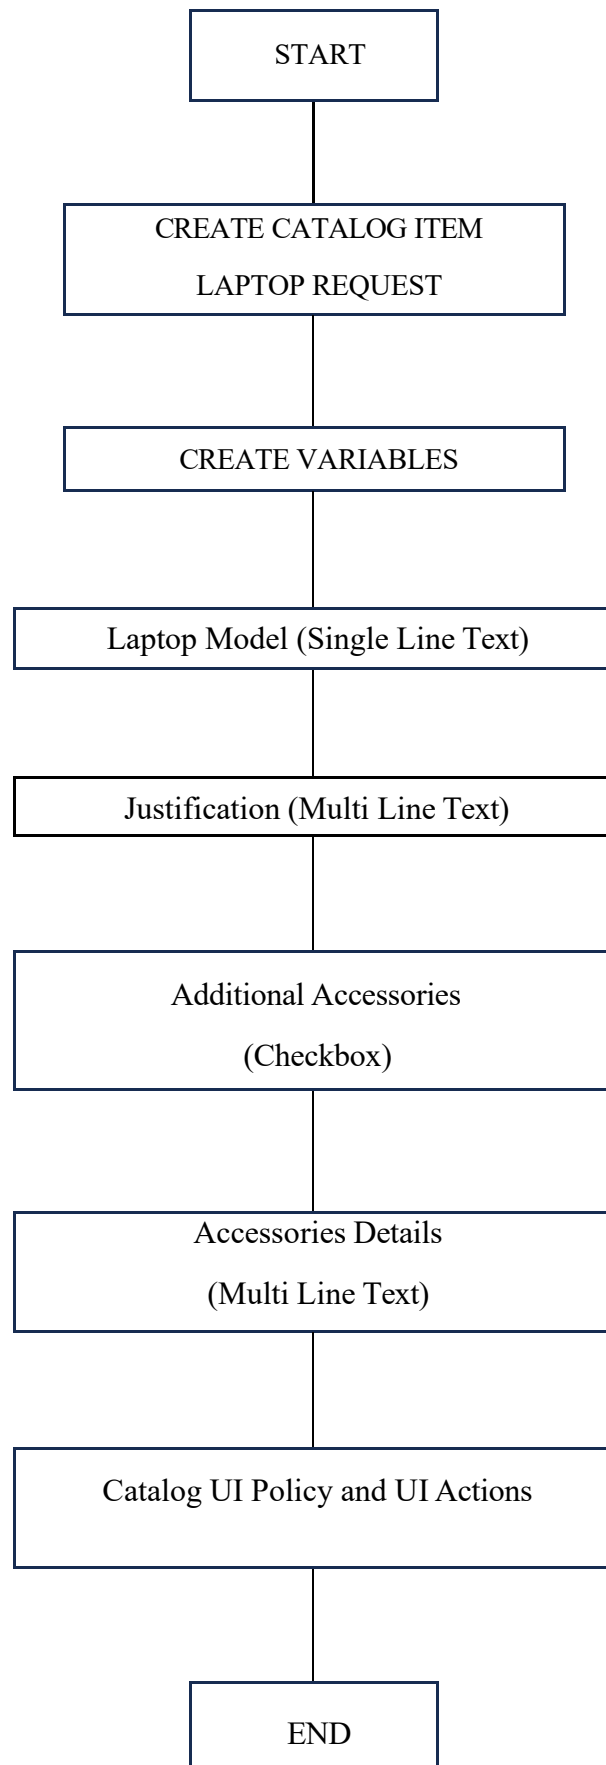 START
CREATE CATALOG ITEM
LAPTOP REQUEST
CREATE VARIABLES
Laptop Model (Single Line Text)
Justification (Multi Line Text)
Additional Accessories
(Checkbox)
Accessories Details
(Multi Line Text)
Catalog UI Policy and UI Actions
END